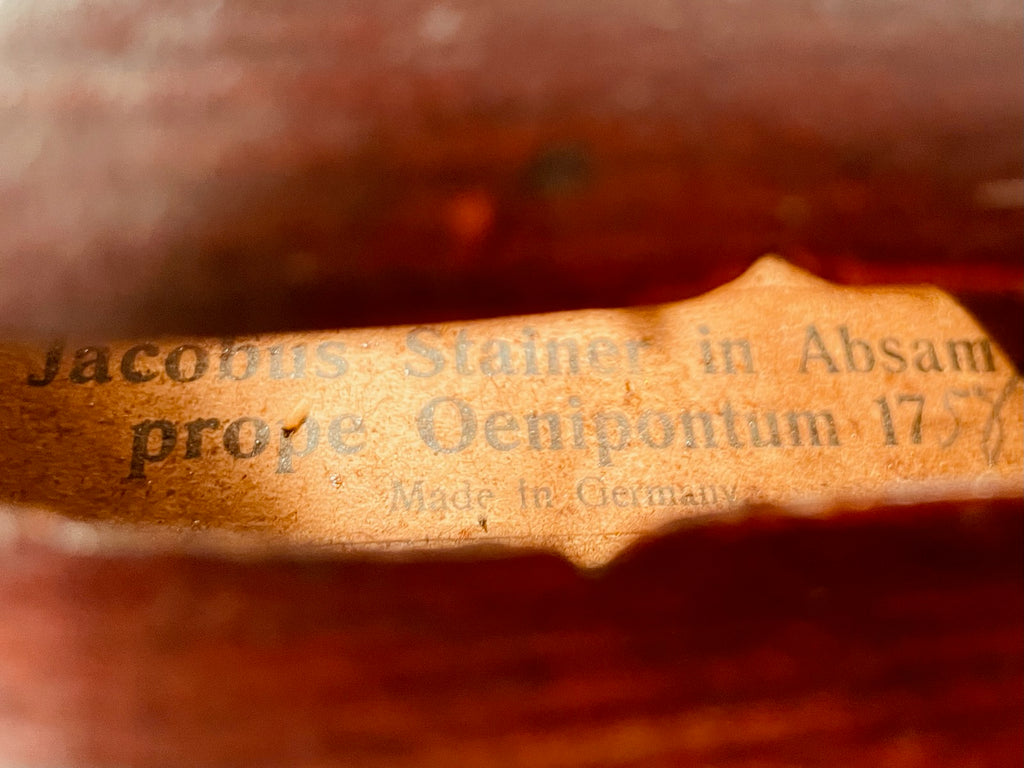 Jacobus Stainer in Absam
prope Oenipontum 17
Made in Germany